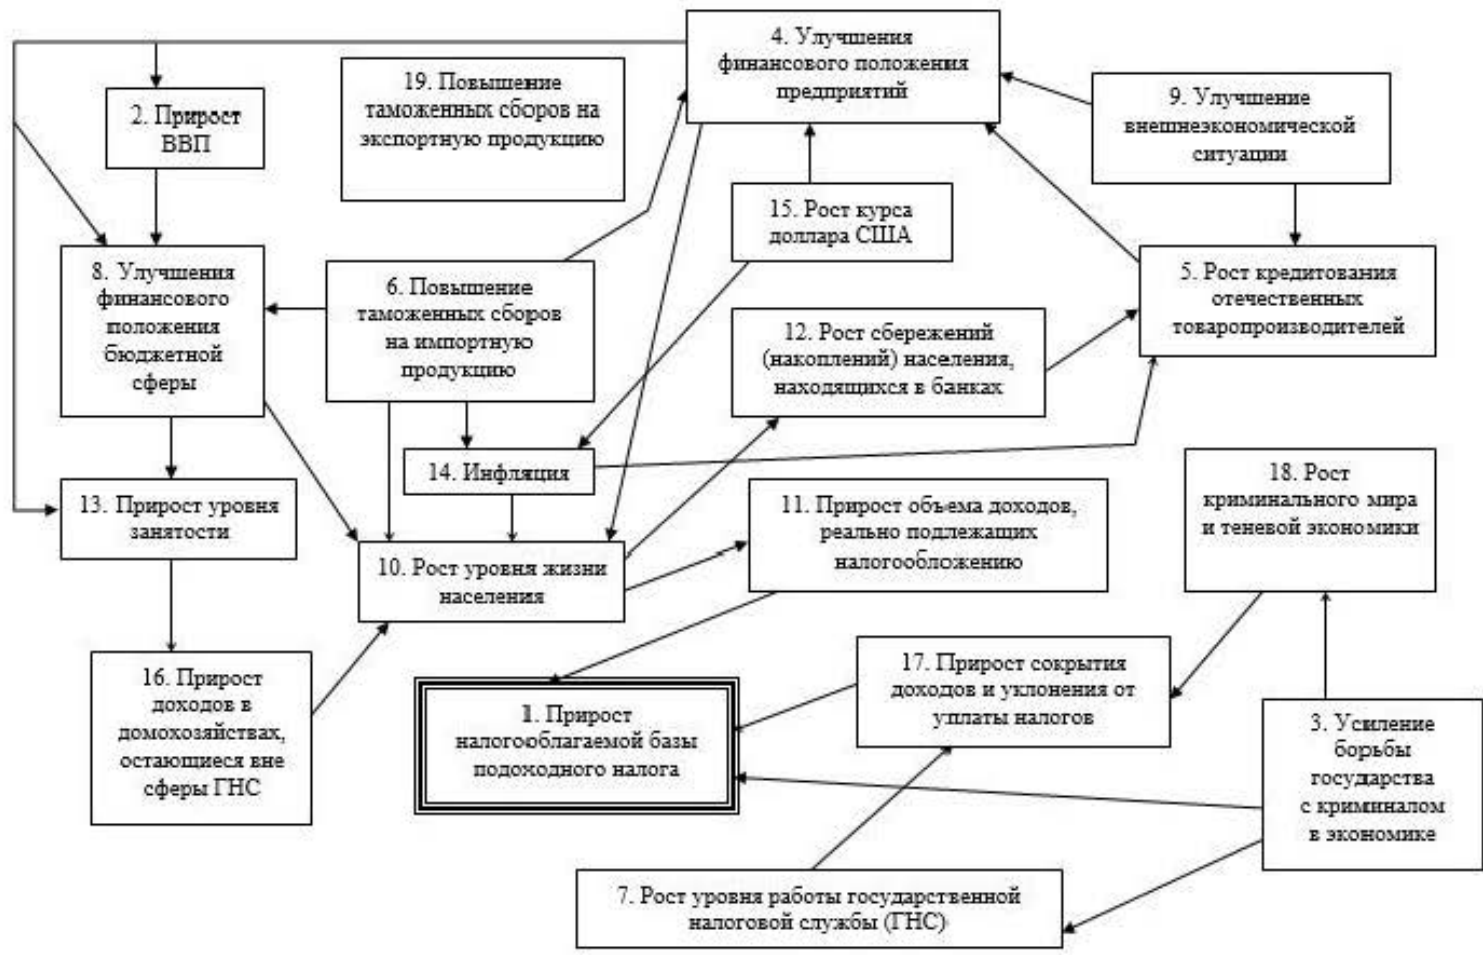 4. Улучшения
финансового положения
предприятий
19. Повышение
таможенных сборов на
экспортную продукцию
9. Улучшение
внешнеэкономической
ситуации
2. Прирост
ВВП
15. Рост курса
доллара США
8. Улучшения
финансового
положения
бюджетной
сферы
6. Повышение
таможенных сборов
на импортную
продукцию
5. Рост кредитования
отечественных
товаропроизводителей
12. Рост сбережений
(накоплений) населения,
находящихся в банках
14. Инфляция
18. Рост
криминального мира
и теневой экономики
13. Прирост уровня
занятости
11. Прирост объема доходов,
реально подлежащих
налогообложению
10. Рост уровня жизни
населения
16. Прирост
доходов в
домохозяйствах,
остающиеся вне
сферы ГНС
17. Прирост сокрытия
доходов и уклонения от
уплаты налогов
1. Прирост
налогооблагаемой базы
подоходного налога
3. Усиление
борьбы
государства
с криминалом
в экономике
7. Рост уровня работы государственной
налоговой службы (ГНС)